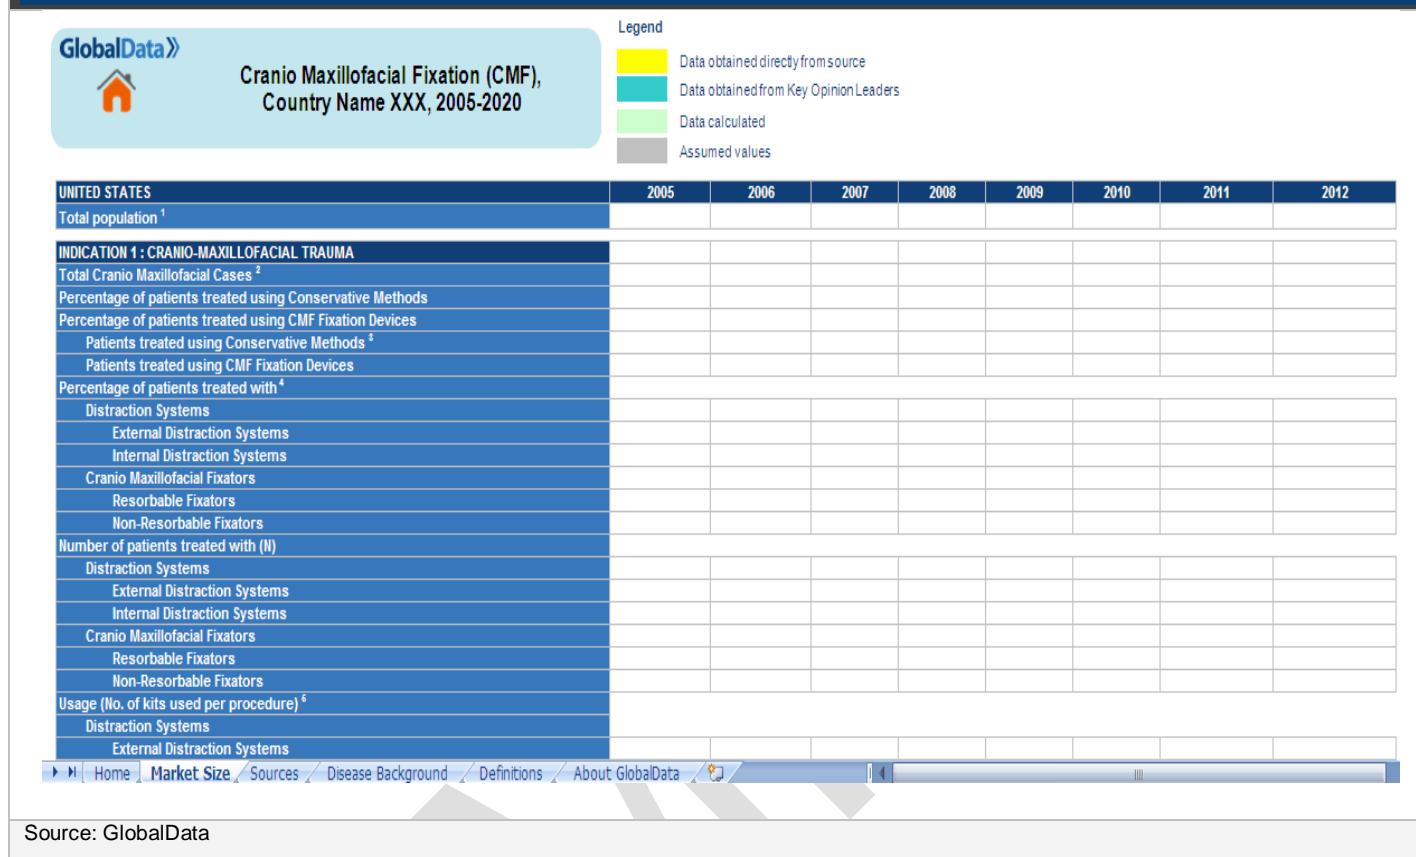 Legend
GlobalData
Cranio Maxillofacial Fixation (CMF),
Country Name XXX, 2005-2020
Data obtained directly from source
Data obtained from Key Opinion Leaders
Data calculated
Assumed values
UNITED STATES 2005 2006 2007 2008 2009 2010 2011 2012
Total population 1
INDICATION 1 : CRANIO-MAXILLOFACIAL TRAUMA
Total Cranio Maxillofacial Cases 2
Percentage of patients treated using Conservative Methods
Percentage of patients treated using CMF Fixation Devices
Patients treated using Conservative Methods 3
Patients treated using CMF Fixation Devices
Percentage of patients treated with 4
Distraction Systems
External Distraction Systems
Internal Distraction Systems
Cranio Maxillofacial Fixators
Resorbable Fixators
Non-Resorbable Fixators
Number of patients treated with (N)
Distraction Systems
External Distraction Systems
Internal Distraction Systems
Cranio Maxillofacial Fixators
Resorbable Fixators
Non-Resorbable Fixators
Usage (No. of kits used per procedure) 5
Distraction Systems
External Distraction Systems
Home Market Size Sources Disease Background Definitions About GlobalData
Source: GlobalData